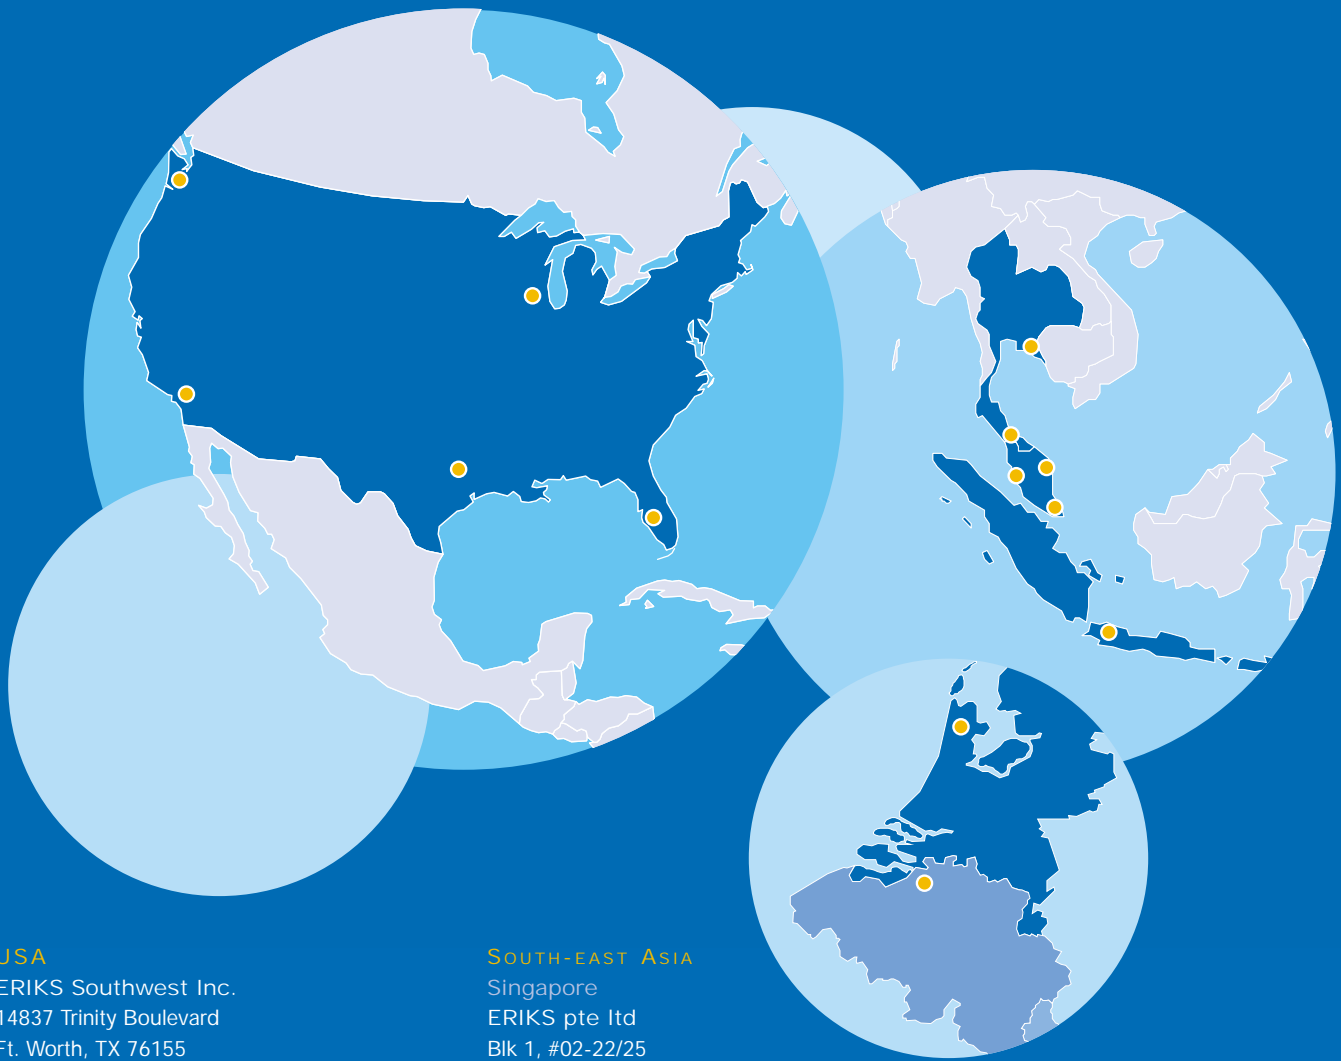 USA
ERIKS Southwest Inc.
14837 Trinity Boulevard
Ft. Worth, TX 76155
SOUTH-EAST ASIA
Singapore
ERIKS pte ltd
Blk 1, #02-22/25